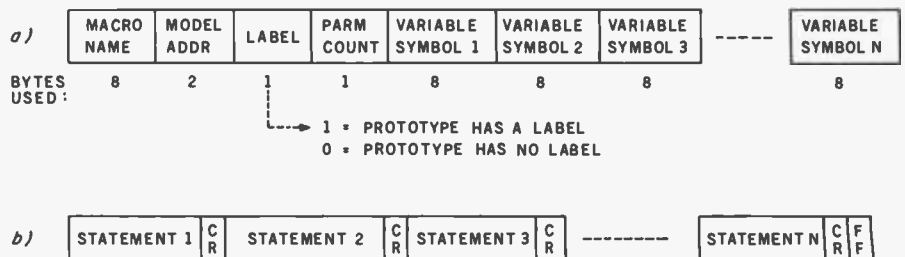 a)
MACRO NAME
MODEL ADDR
LABEL
PARM COUNT
VARIABLE SYMBOL 1
VARIABLE SYMBOL 2
VARIABLE SYMBOL 3
VARIABLE SYMBOL N
BYTES USED: 8 2 1 1 8 8 8 8
1 = PROTOTYPE HAS A LABEL
0 = PROTOTYPE HAS NO LABEL
b) STATEMENT 1 CR STATEMENT 2 CR STATEMENT 3 CR STATEMENT N CR FF